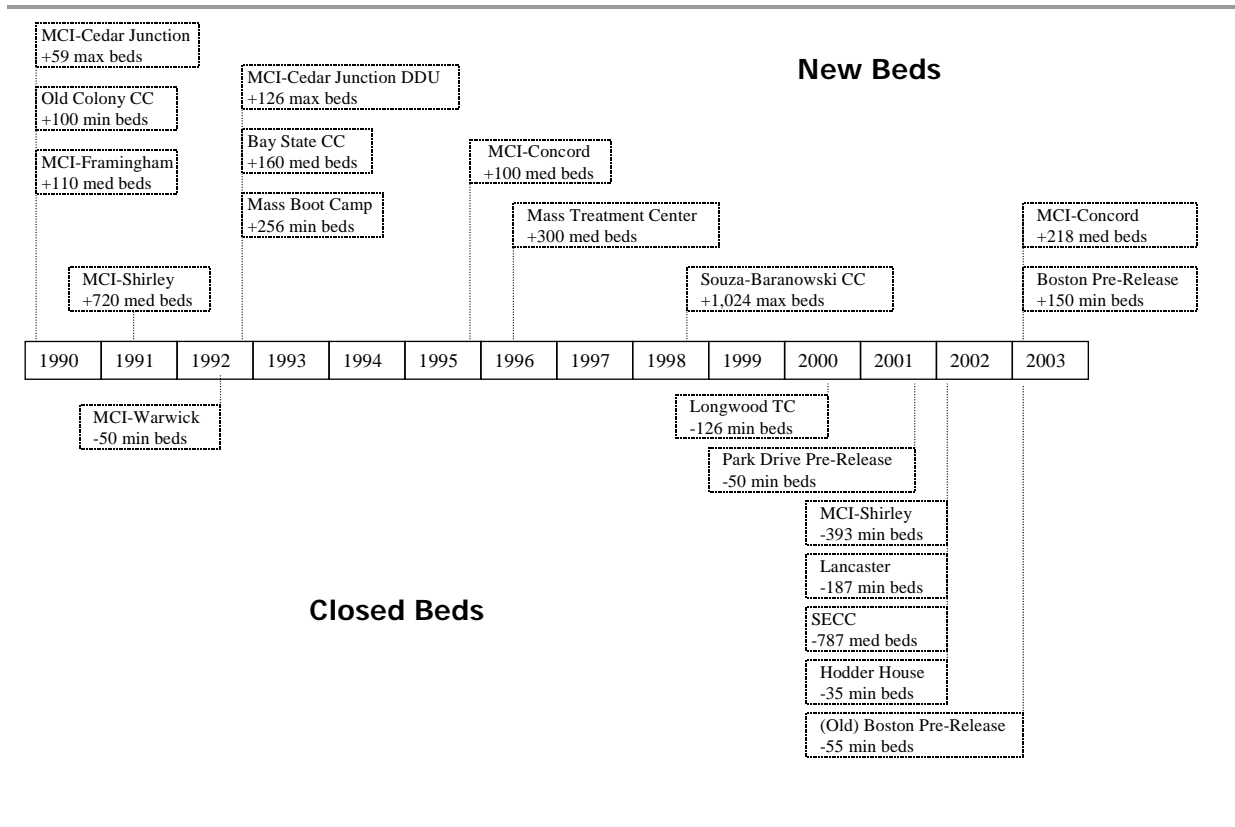 MCI-Cedar Junction
+59 max beds
New Beds
MCI-Cedar Junction DDU
+126 max beds
Old Colony CC
+100 min beds
Bay State CC
+160 med beds
MCI-Concord
+100 med beds
MCI-Framingham
+110 med beds
Mass Boot Camp
+256 min beds
Mass Treatment Center
+300 med beds
MCI-Concord
+218 med beds
MCI-Shirley
+720 med beds
Souza-Baranowski CC
+1,024 max beds
Boston Pre-Release
+150 min beds
1990 1991 1992 1993 1994 1995 1996 1997 1998 1999 2000 2001 2002 2003
MCI-Warwick
-50 min beds
Longwood TC
-126 min beds
Park Drive Pre-Release
-50 min beds
MCI-Shirley
-393 min beds
Lancaster
-187 min beds
Closed Beds
SECC
-787 med beds
Hodder House
-35 min beds
(Old) Boston Pre-Release
-55 min beds